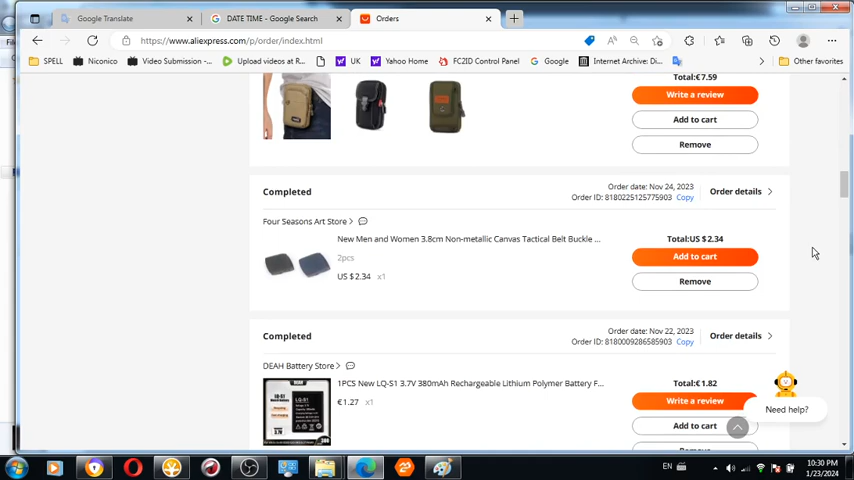 Google Translate
DATE TIME - Google Search
Orders
https://www.aliexpress.com/p/order/index.html
SPELL
Niconico
Video Submission -...
Upload videos at R...
UK
Yahoo Home
FC2ID Control Panel
Google
Internet Archive: Di...
Other favorites
Total:€7.59
Write a review
Add to cart
Remove
Completed
Order date: Nov 24, 2023
Order ID: 8180225125775903 Copy
Order details
Four Seasons Art Store
New Men and Women 3.8cm Non-metallic Canvas Tactical Belt Buckle ...
2pcs
US $2.34 x1
Total:US $2.34
Add to cart
Remove
Completed
Order date: Nov 22, 2023
Order ID: 8180009286585903 Copy
Order details
DEAH Battery Store
DEAH
LQ-S1
1PCS New LQ-S1 3.7V 380mAh Rechargeable Lithium Polymer Battery F...
€1.27 x1
Total:€1.82
Write a review
Add to cart
Need help?
EN
10:30 PM
1/23/2024